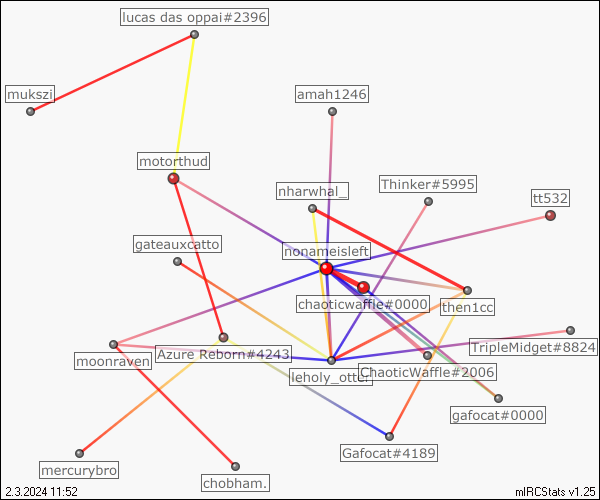 lucas das oppai#2396
mukszi
amah1246
motorthud
Thinker#5995
nharwhal_
tt532
gateauxcatto
nonameisleft
chaoticwaffle#0000
then1cc
TripleMidget#8824
Azure Reborn#4243
moonraven
ChaoticWaffle#2006
leholy_otter
gafocat#0000
Gafocat#4189
mercurybro
chobham.
2.3.2024 11:52
mIRCStats v1.25